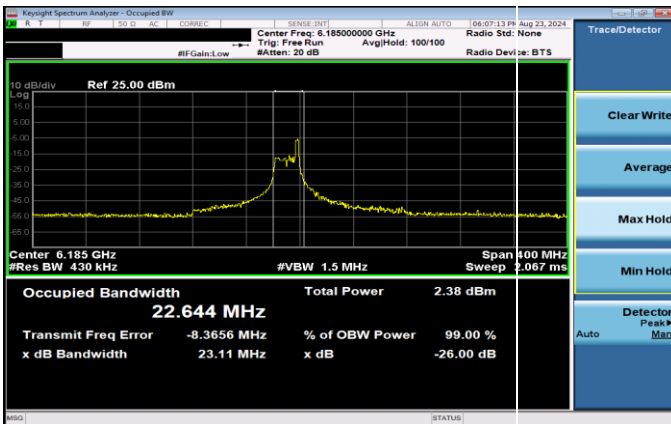 Keysight Spectrum Analyzer - Occupied BW
R T RF 50 Ω AC CORREC SENSE:INT ALIGN AUTO 06:07:13 PM Aug 23, 2024
Center Freq: 6.185000000 GHz Radio Std: None
Trig: Free Run Avg|Hold: 100/100
#IFGain:Low #Atten: 20 dB Radio Device: BTS
Trace/Detector
10 dB/div Ref 25.00 dBm
Log
15.0
5.00
-5.00
-15.0
-25.0
-35.0
-45.0
-55.0
-65.0
Center 6.185 GHz Span 400 MHz
#Res BW 430 kHz #VBW 1.5 MHz Sweep 2.067 ms
Occupied Bandwidth Total Power 2.38 dBm
22.644 MHz
Transmit Freq Error -8.3656 MHz % of OBW Power 99.00 %
x dB Bandwidth 23.11 MHz x dB -26.00 dB
Clear Write
Average
Max Hold
Min Hold
Detector
Peak
Auto Man
MSG STATUS